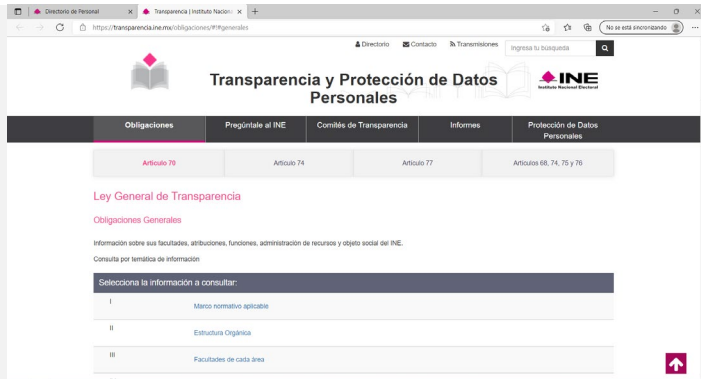 Directorio de Personal
Transparencia | Instituto Naciona
https://transparencia.ine.mx/obligaciones/#!#generales
No se está sincronizando
Directorio Contacto Transmisiones
Ingresa tu búsqueda
Transparencia y Protección de Datos
Personales
INE
Instituto Nacional Electoral
Obligaciones Pregúntale al INE Comités de Transparencia Informes Protección de Datos
Personales
Artículo 70 Artículo 74 Artículo 77 Artículos 68, 74, 75 y 76
Ley General de Transparencia
Obligaciones Generales
Información sobre sus facultades, atribuciones, funciones, administración de recursos y objeto social del INE.
Consulta por temática de información
Selecciona la información a consultar:
I Marco normativo aplicable
II Estructura Orgánica
III Facultades de cada área